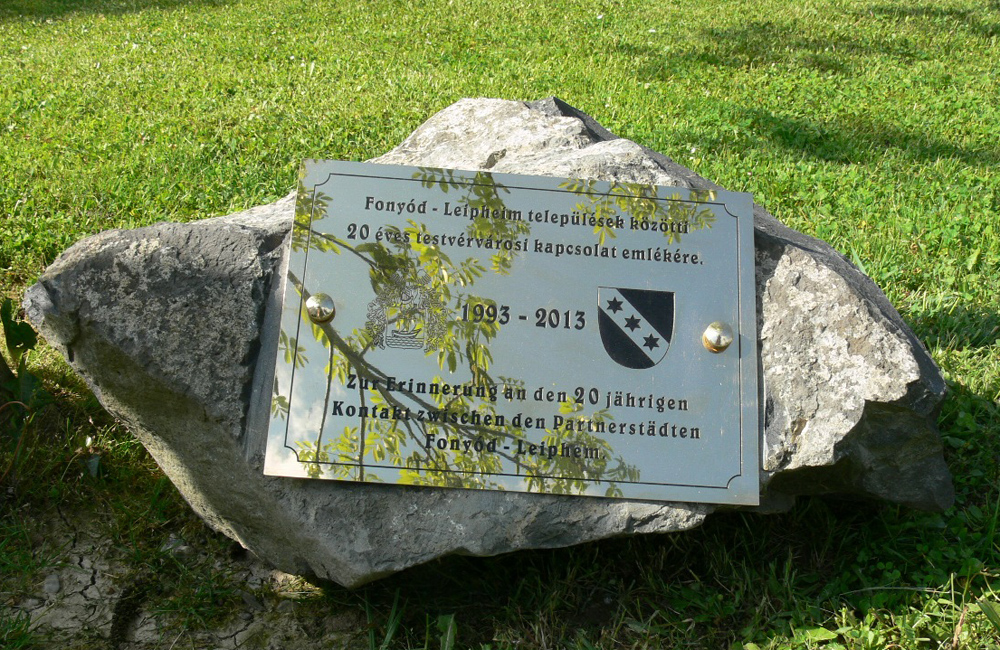 Fonyód - Leipheim települések közötti
20 éves testvérvárosi kapcsolat emlékére.
1993 - 2013
Zur Erinnerung an den 20 jährigen
Kontakt zwischen den Partnerstädten
Fonyód - Leiphem.